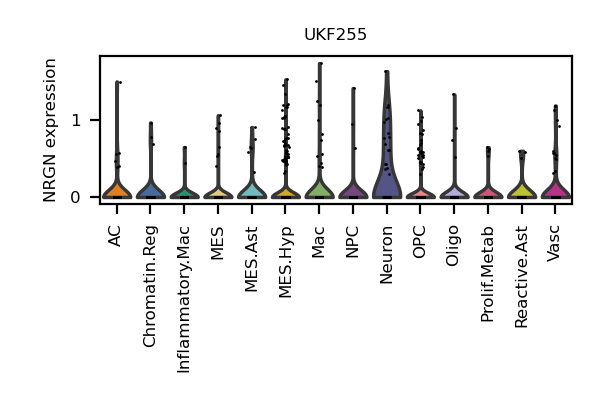 UKF255
NRGN expression
1
0
AC
Chromatin.Reg
Inflammatory.Mac
MES
MES.Ast
MES.Hyp
Mac
NPC
Neuron
OPC
Oligo
Prolif.Metab
Reactive.Ast
Vasc